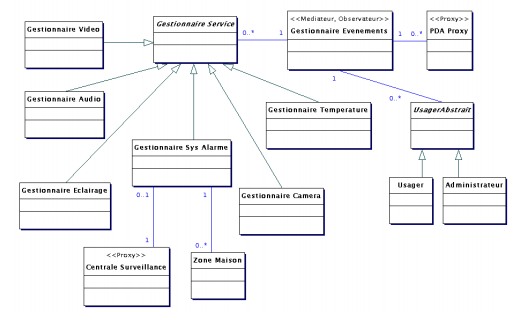 Gestionnaire Video
Gestionnaire Service
0..*
1
<<Mediateur, Observateur>>
Gestionnaire Evenements
1
0..*
<<Proxy>>
PDA Proxy
1
0..*
Gestionnaire Audio
Gestionnaire Temperature
UsagerAbstrait
Gestionnaire Sys Alarme
Gestionnaire Eclairage
Gestionnaire Camera
Usager
Administrateur
0..1
1
1
0..*
<<Proxy>>
Centrale Surveillance
Zone Maison